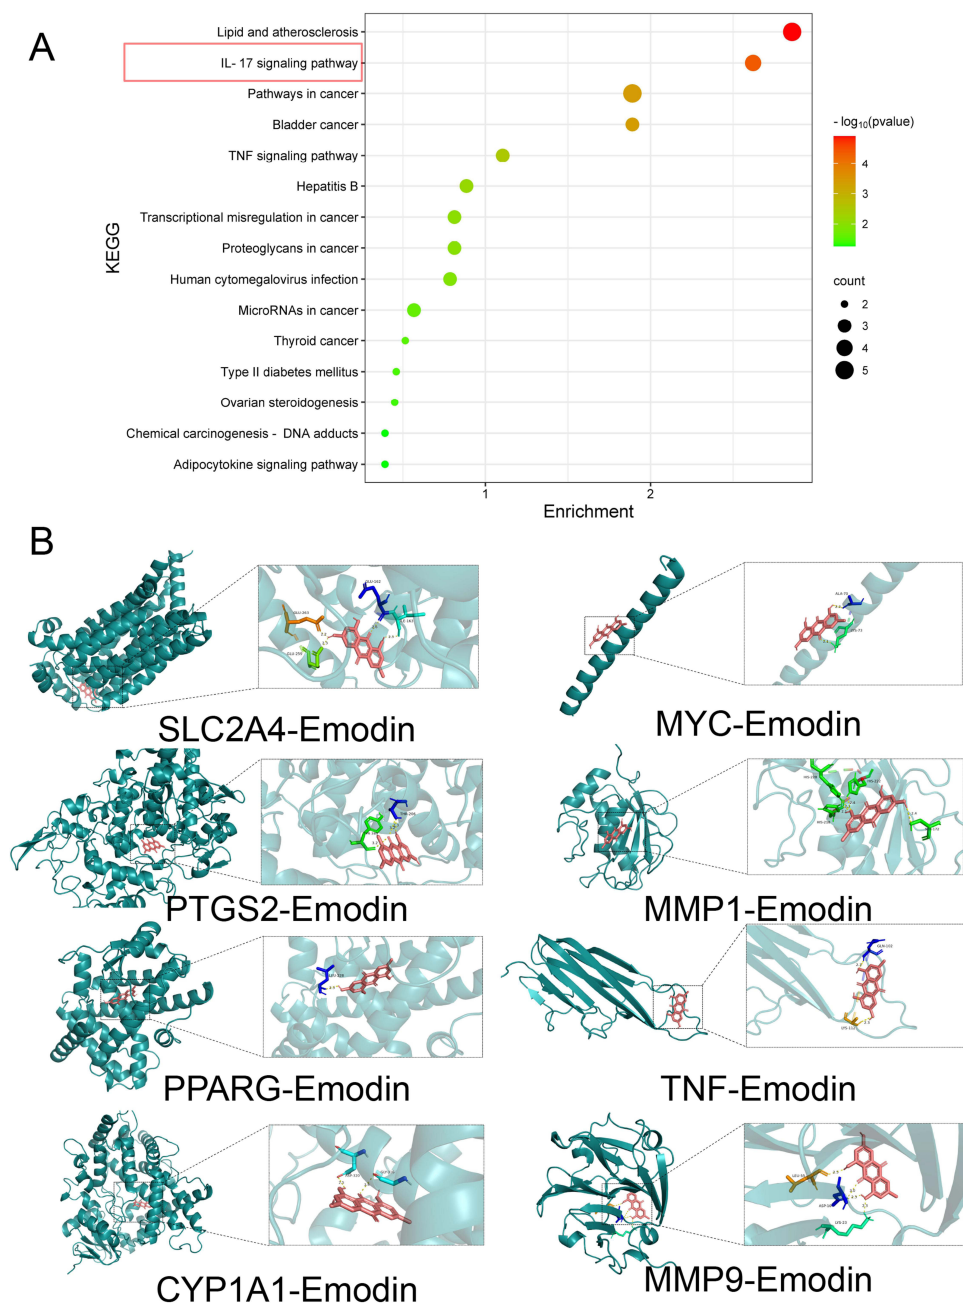 A
Lipid and atherosclerosis
IL- 17 signaling pathway
Pathways in cancer
Bladder cancer
TNF signaling pathway
Hepatitis B
Transcriptional misregulation in cancer
Proteoglycans in cancer
Human cytomegalovirus infection
MicroRNAs in cancer
Thyroid cancer
Type II diabetes mellitus
Ovarian steroidogenesis
Chemical carcinogenesis - DNA adducts
Adipocytokine signaling pathway
KEGG
1 2
Enrichment
- log10(pvalue)
4
3
2
count
2
3
4
5
B
SLC2A4-Emodin
MYC-Emodin
PTGS2-Emodin
MMP1-Emodin
PPARG-Emodin
TNF-Emodin
CYP1A1-Emodin
MMP9-Emodin